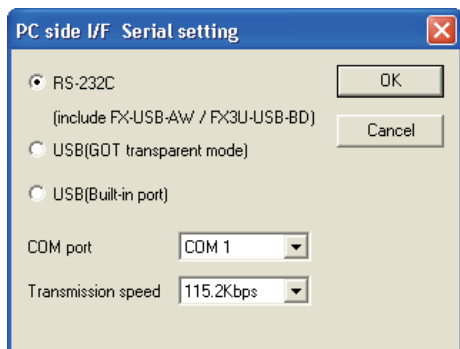 PC side I/F Serial setting
RS-232C
(include FX-USB-AW / FX3U-USB-BD)
USB(GOT transparent mode)
USB(Built-in port)
COM port
COM 1
Transmission speed
115.2Kbps
OK
Cancel